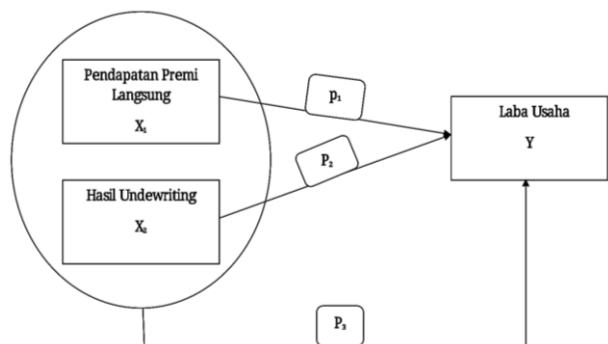 Pendapatan Premi
Langsung
X₁
p₁
Laba Usaha
Y
P₂
Hasil Undewriting
X₂
P₃